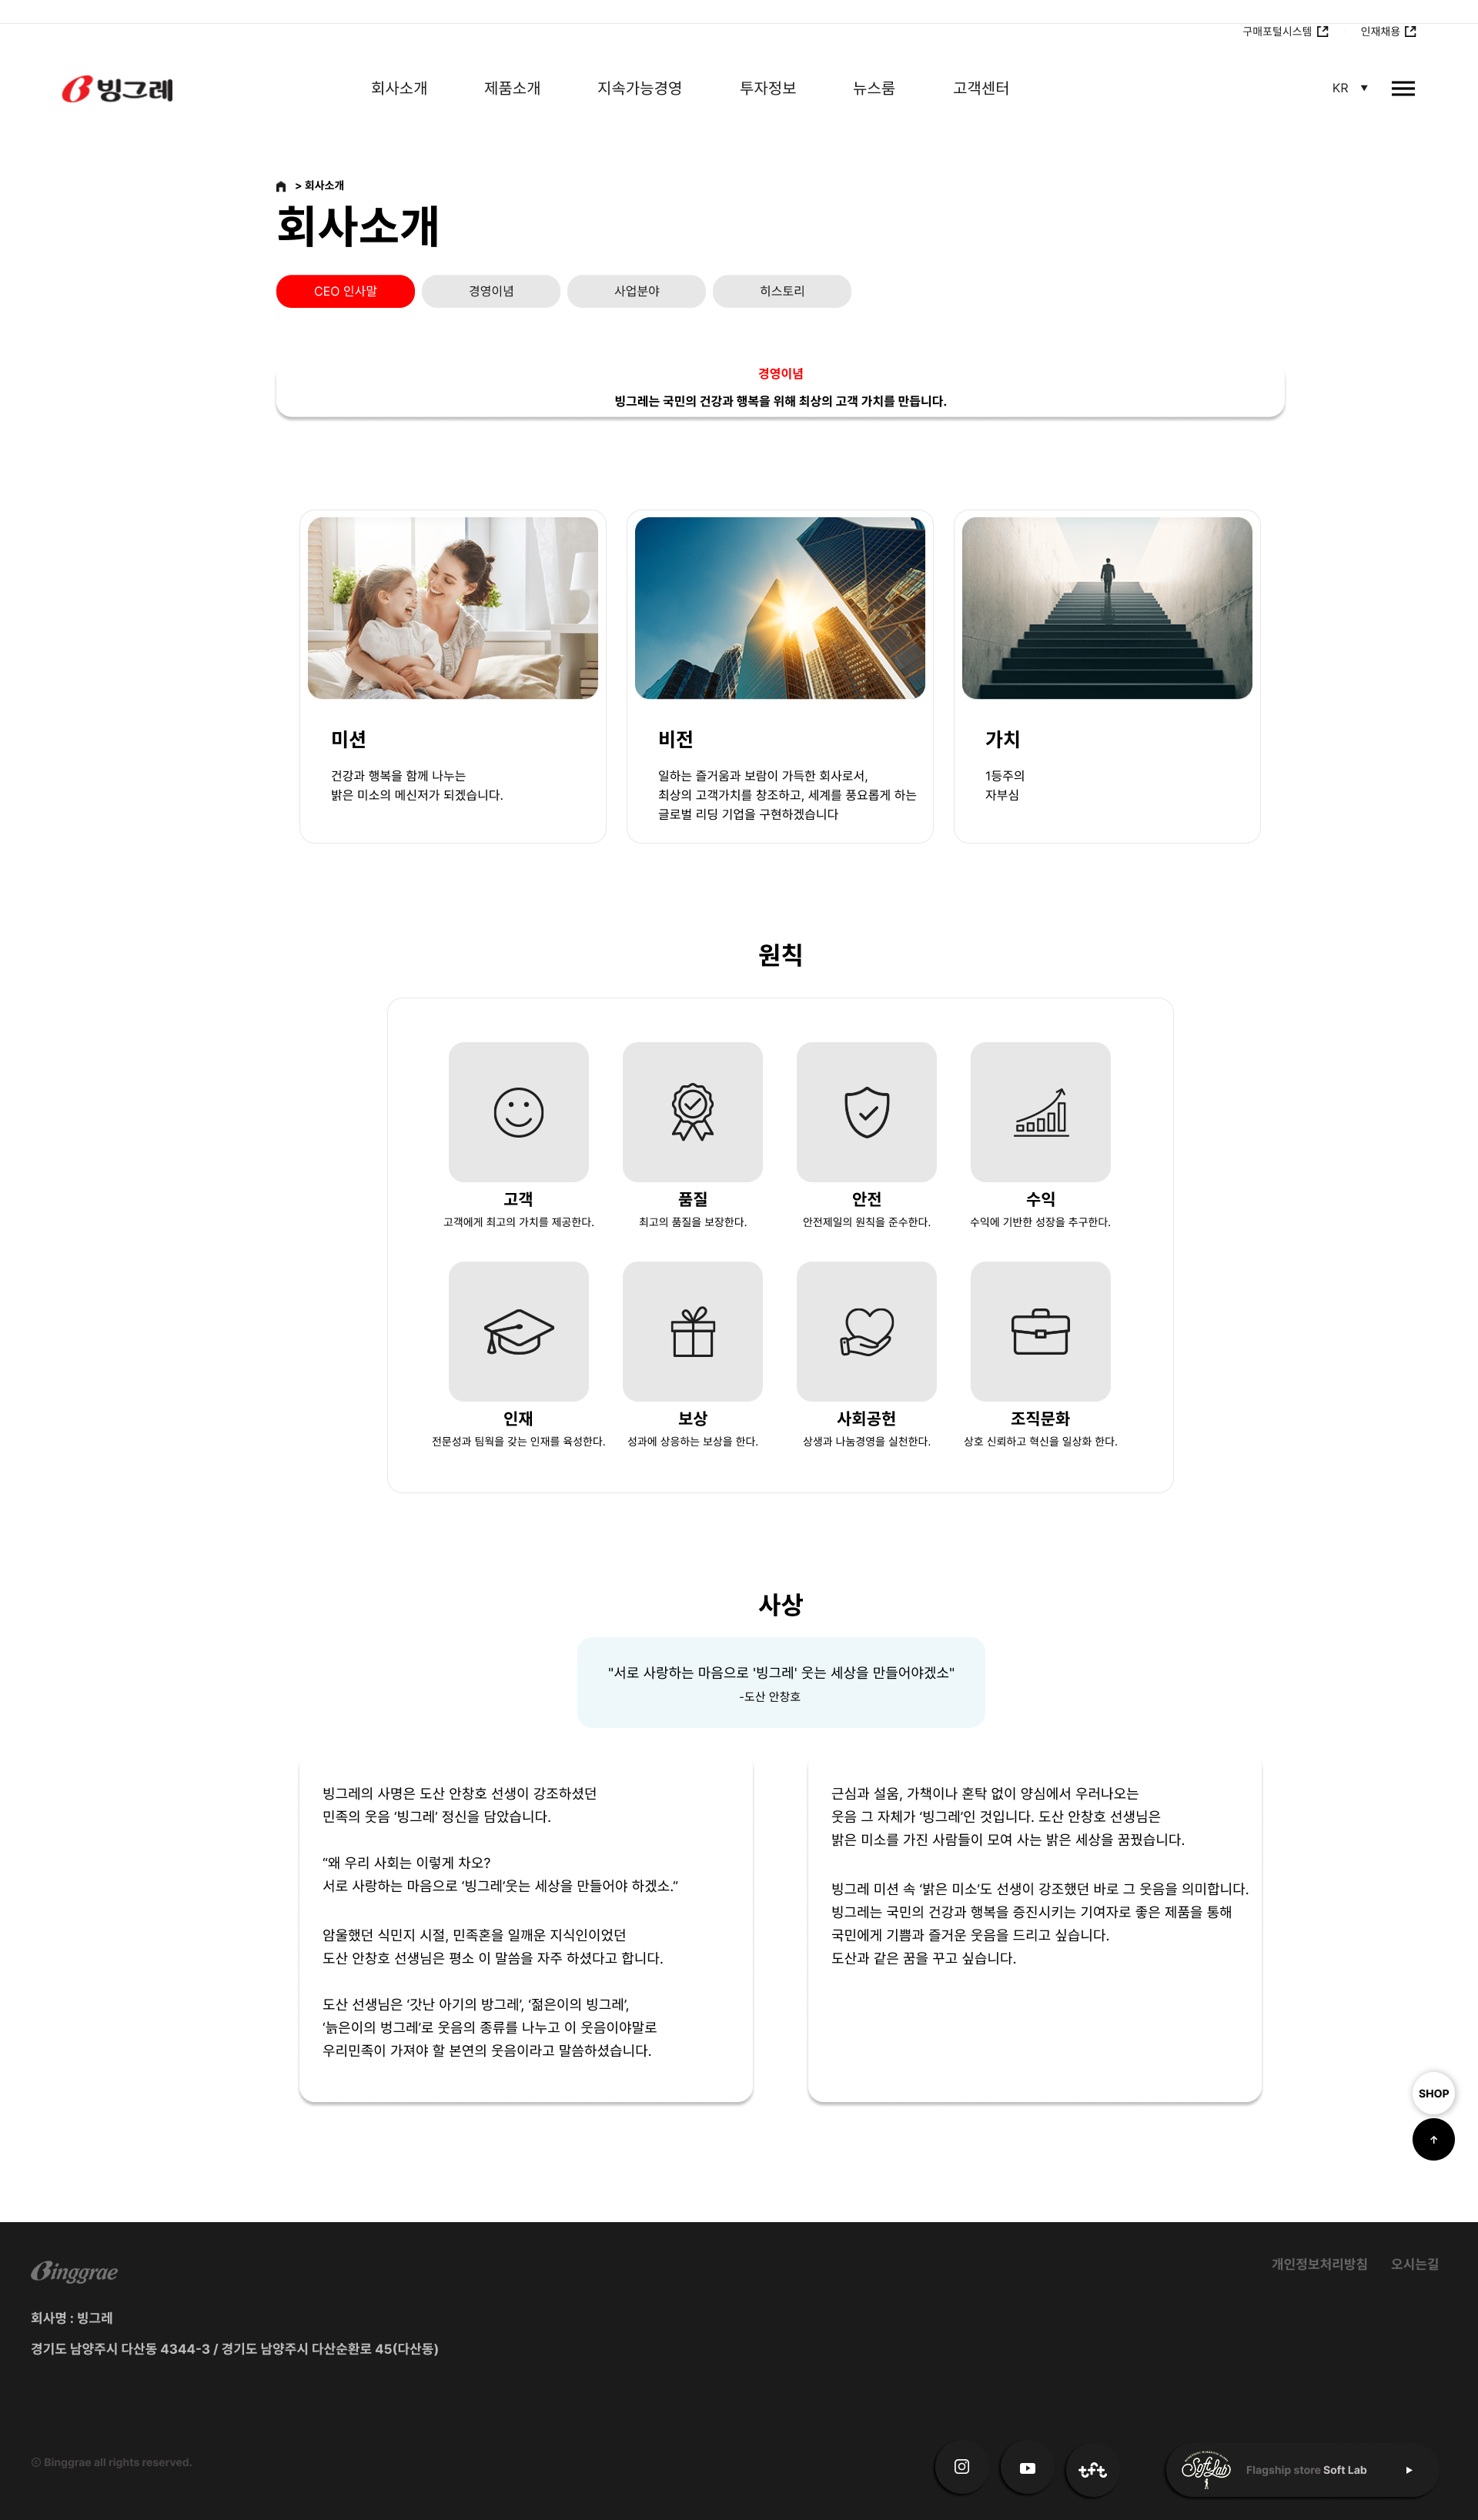 구매포털시스템
인재채용
빙그레
회사소개
제품소개
지속가능경영
투자정보
뉴스룸
고객센터
KR ▼
> 회사소개
회사소개
CEO 인사말
경영이념
사업분야
히스토리
경영이념
빙그레는 국민의 건강과 행복을 위해 최상의 고객 가치를 만듭니다.
미션
건강과 행복을 함께 나누는
밝은 미소의 메신저가 되겠습니다.
비전
일하는 즐거움과 보람이 가득한 회사로서,
최상의 고객가치를 창조하고, 세계를 풍요롭게 하는
글로벌 리딩 기업을 구현하겠습니다
가치
1등주의
자부심
원칙
고객
고객에게 최고의 가치를 제공한다.
품질
최고의 품질을 보장한다.
안전
안전제일의 원칙을 준수한다.
수익
수익에 기반한 성장을 추구한다.
인재
전문성과 팀웍을 갖는 인재를 육성한다.
보상
성과에 상응하는 보상을 한다.
사회공헌
상생과 나눔경영을 실천한다.
조직문화
상호 신뢰하고 혁신을 일상화 한다.
사상
"서로 사랑하는 마음으로 '빙그레' 웃는 세상을 만들어야겠소"
-도산 안창호
빙그레의 사명은 도산 안창호 선생이 강조하셨던
민족의 웃음 ‘빙그레’ 정신을 담았습니다.
“왜 우리 사회는 이렇게 차오?
서로 사랑하는 마음으로 ‘빙그레’웃는 세상을 만들어야 하겠소.”
암울했던 식민지 시절, 민족혼을 일깨운 지식인이었던
도산 안창호 선생님은 평소 이 말씀을 자주 하셨다고 합니다.
도산 선생님은 ‘갓난 아기의 방그레’, ‘젊은이의 빙그레’,
‘늙은이의 벙그레’로 웃음의 종류를 나누고 이 웃음이야말로
우리민족이 가져야 할 본연의 웃음이라고 말씀하셨습니다.
근심과 설움, 가책이나 혼탁 없이 양심에서 우러나오는
웃음 그 자체가 ‘빙그레’인 것입니다. 도산 안창호 선생님은
밝은 미소를 가진 사람들이 모여 사는 밝은 세상을 꿈꿨습니다.
빙그레 미션 속 ‘밝은 미소’도 선생이 강조했던 바로 그 웃음을 의미합니다.
빙그레는 국민의 건강과 행복을 증진시키는 기여자로 좋은 제품을 통해
국민에게 기쁨과 즐거운 웃음을 드리고 싶습니다.
도산과 같은 꿈을 꾸고 싶습니다.
SHOP
Binggrae
개인정보처리방침
오시는길
회사명 : 빙그레
경기도 남양주시 다산동 4344-3 / 경기도 남양주시 다산순환로 45(다산동)
ⓒ Binggrae all rights reserved.
tft
Soft Lab
Flagship store Soft Lab